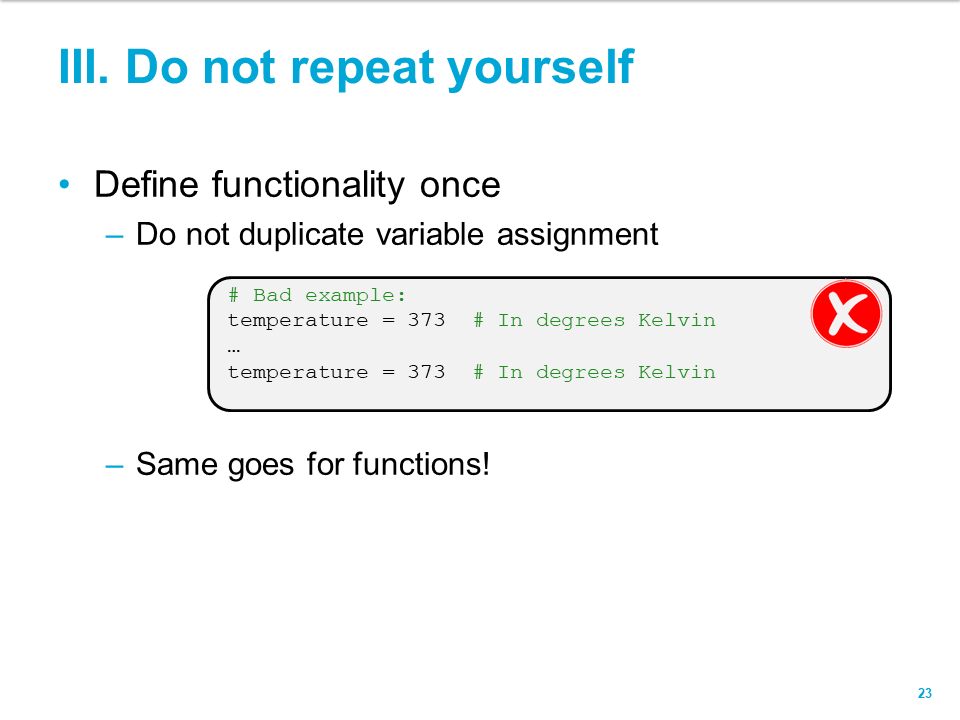 III. Do not repeat yourself
• Define functionality once
– Do not duplicate variable assignment
# Bad example:
temperature = 373  # In degrees Kelvin
…
temperature = 373  # In degrees Kelvin
– Same goes for functions!
23